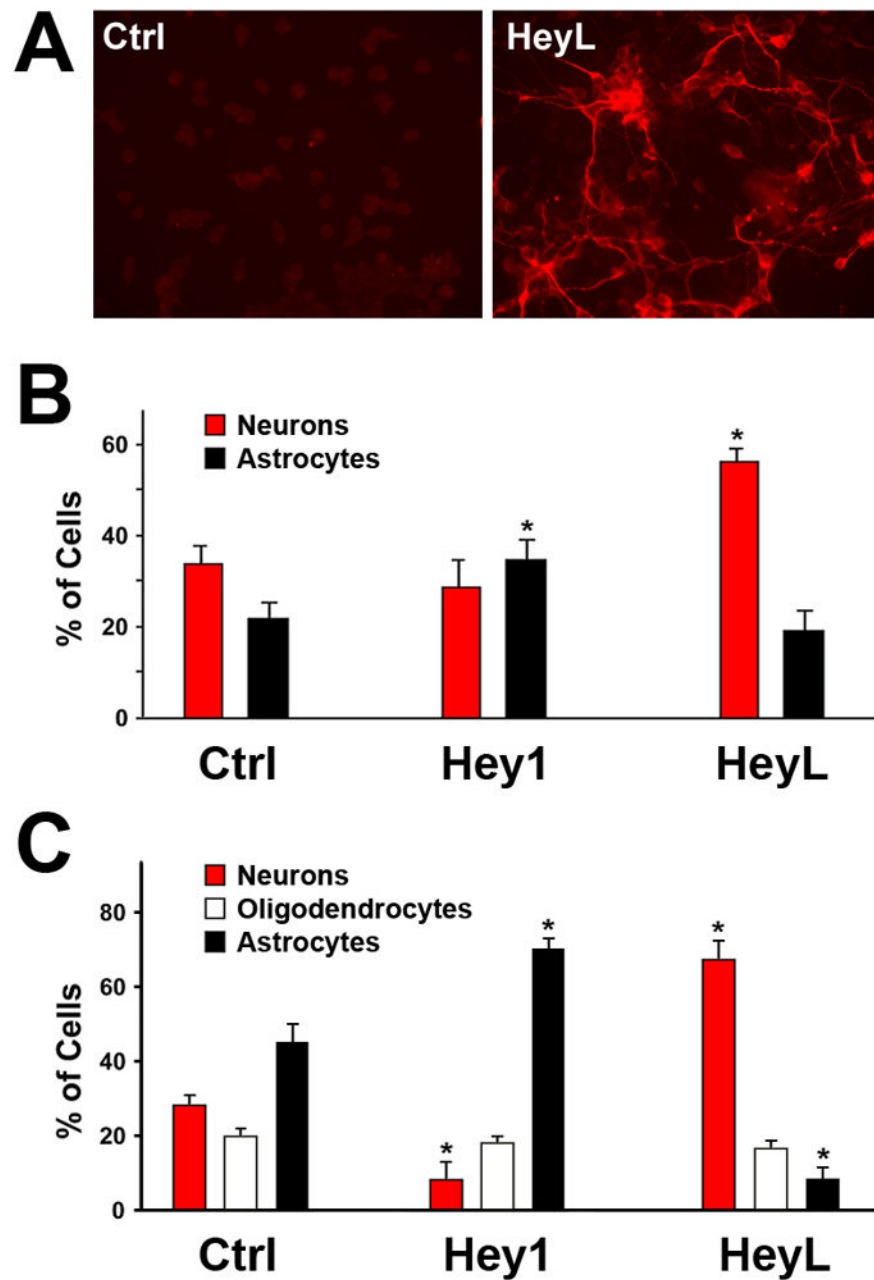 A
Ctrl
HeyL
B
Neurons
Astrocytes
% of Cells
60
40
20
0
*
*
Ctrl
Hey1
HeyL
C
Neurons
Oligodendrocytes
Astrocytes
% of Cells
80
60
40
20
0
*
*
*
*
Ctrl
Hey1
HeyL